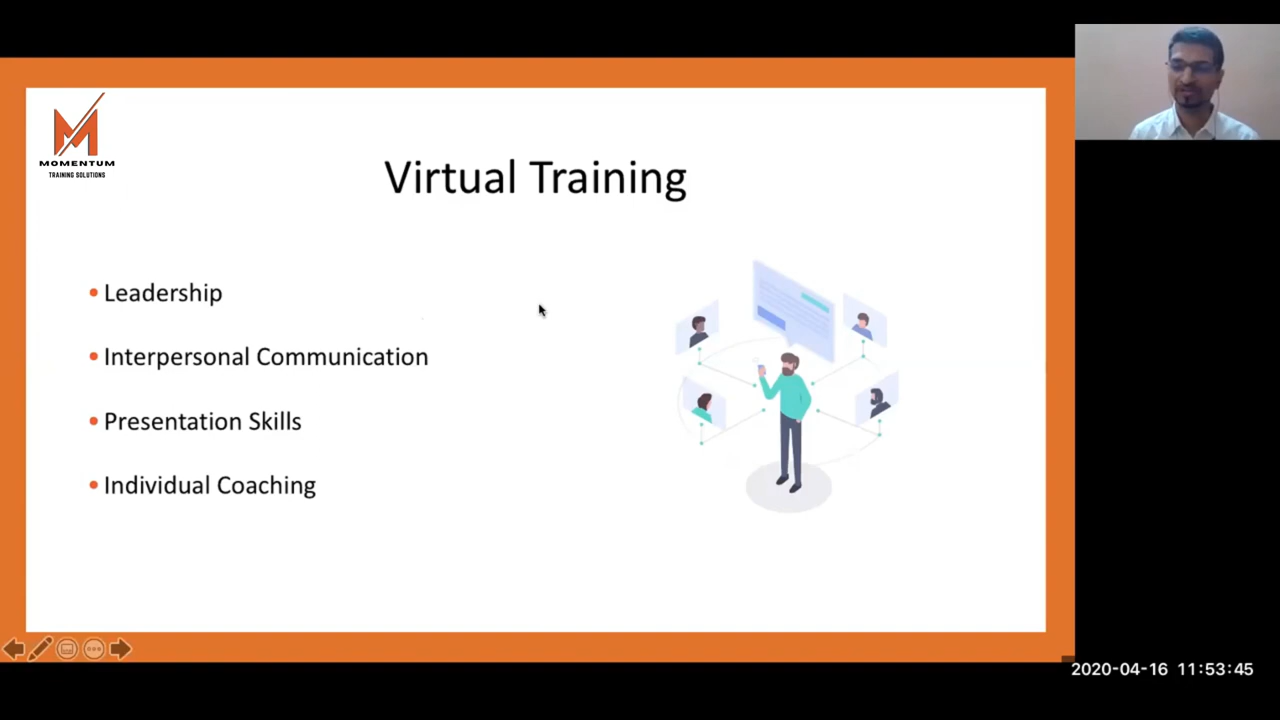 MOMENTUM
TRAINING SOLUTIONS
Virtual Training
• Leadership
• Interpersonal Communication
• Presentation Skills
• Individual Coaching
2020-04-16 11:53:45